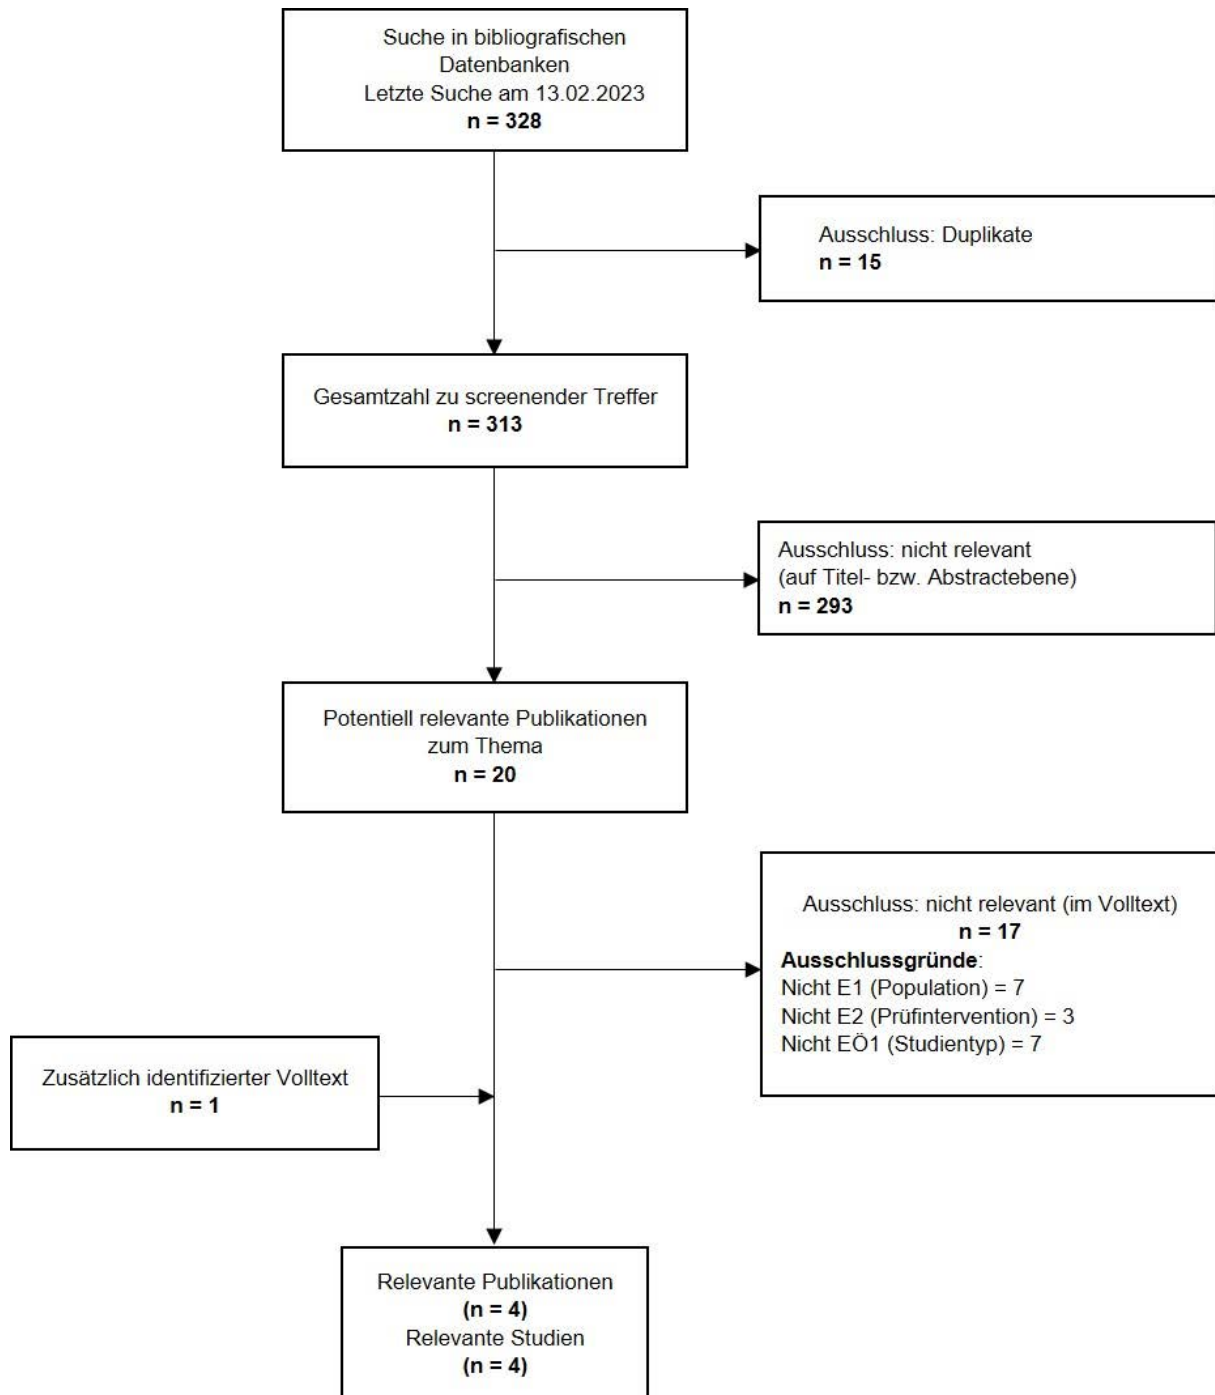 Suche in bibliografischen
Datenbanken
Letzte Suche am 13.02.2023
n = 328
Ausschluss: Duplikate
n = 15
Gesamtzahl zu screenender Treffer
n = 313
Ausschluss: nicht relevant
(auf Titel- bzw. Abstractebene)
n = 293
Potentiell relevante Publikationen
zum Thema
n = 20
Ausschluss: nicht relevant (im Volltext)
n = 17
Ausschlussgründe:
Nicht E1 (Population) = 7
Nicht E2 (Prüfintervention) = 3
Nicht EÖ1 (Studientyp) = 7
Zusätzlich identifizierter Volltext
n = 1
Relevante Publikationen
(n = 4)
Relevante Studien
(n = 4)